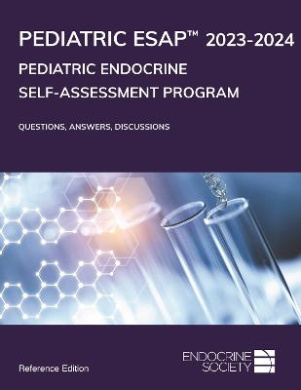 PEDIATRIC ESAP™ 2023-2024
PEDIATRIC ENDOCRINE
SELF-ASSESSMENT PROGRAM
QUESTIONS, ANSWERS, DISCUSSIONS
ENDOCRINE
SOCIETY
Reference Edition